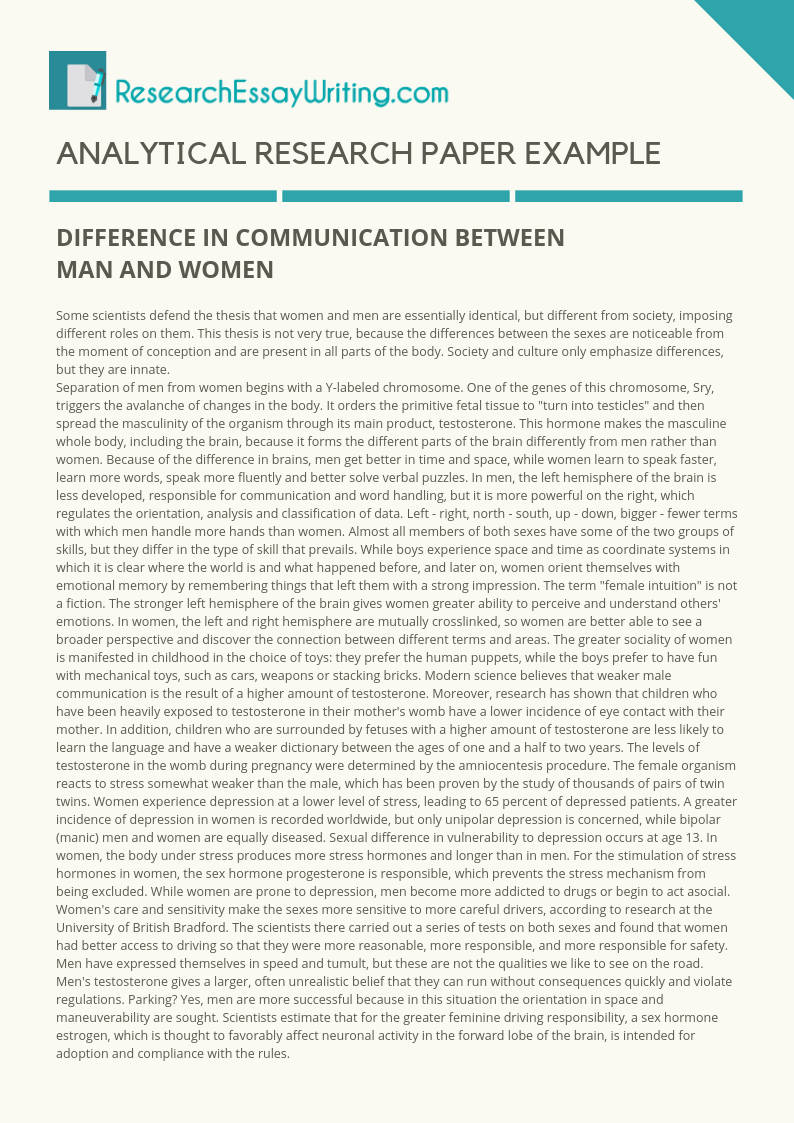 ResearchEssayWriting.com
ANALYTICAL RESEARCH PAPER EXAMPLE
DIFFERENCE IN COMMUNICATION BETWEEN
MAN AND WOMEN
Some scientists defend the thesis that women and men are essentially identical, but different from society, imposing
different roles on them. This thesis is not very true, because the differences between the sexes are noticeable from
the moment of conception and are present in all parts of the body. Society and culture only emphasize differences,
but they are innate.
Separation of men from women begins with a Y-labeled chromosome. One of the genes of this chromosome, Sry,
triggers the avalanche of changes in the body. It orders the primitive fetal tissue to "turn into testicles" and then
spread the masculinity of the organism through its main product, testosterone. This hormone makes the masculine
whole body, including the brain, because it forms the different parts of the brain differently from men rather than
women. Because of the difference in brains, men get better in time and space, while women learn to speak faster,
learn more words, speak more fluently and better solve verbal puzzles. In men, the left hemisphere of the brain is
less developed, responsible for communication and word handling, but it is more powerful on the right, which
regulates the orientation, analysis and classification of data. Left - right, north - south, up - down, bigger - fewer terms
with which men handle more hands than women. Almost all members of both sexes have some of the two groups of
skills, but they differ in the type of skill that prevails. While boys experience space and time as coordinate systems in
which it is clear where the world is and what happened before, and later on, women orient themselves with
emotional memory by remembering things that left them with a strong impression. The term "female intuition" is not
a fiction. The stronger left hemisphere of the brain gives women greater ability to perceive and understand others'
emotions. In women, the left and right hemisphere are mutually crosslinked, so women are better able to see a
broader perspective and discover the connection between different terms and areas. The greater sociality of women
is manifested in childhood in the choice of toys: they prefer the human puppets, while the boys prefer to have fun
with mechanical toys, such as cars, weapons or stacking bricks. Modern science believes that weaker male
communication is the result of a higher amount of testosterone. Moreover, research has shown that children who
have been heavily exposed to testosterone in their mother's womb have a lower incidence of eye contact with their
mother. In addition, children who are surrounded by fetuses with a higher amount of testosterone are less likely to
learn the language and have a weaker dictionary between the ages of one and a half to two years. The levels of
testosterone in the womb during pregnancy were determined by the amniocentesis procedure. The female organism
reacts to stress somewhat weaker than the male, which has been proven by the study of thousands of pairs of twin
twins. Women experience depression at a lower level of stress, leading to 65 percent of depressed patients. A greater
incidence of depression in women is recorded worldwide, but only unipolar depression is concerned, while bipolar
(manic) men and women are equally diseased. Sexual difference in vulnerability to depression occurs at age 13. In
women, the body under stress produces more stress hormones and longer than in men. For the stimulation of stress
hormones in women, the sex hormone progesterone is responsible, which prevents the stress mechanism from
being excluded. While women are prone to depression, men become more addicted to drugs or begin to act asocial.
Women's care and sensitivity make the sexes more sensitive to more careful drivers, according to research at the
University of British Bradford. The scientists there carried out a series of tests on both sexes and found that women
had better access to driving so that they were more reasonable, more responsible, and more responsible for safety.
Men have expressed themselves in speed and tumult, but these are not the qualities we like to see on the road.
Men's testosterone gives a larger, often unrealistic belief that they can run without consequences quickly and violate
regulations. Parking? Yes, men are more successful because in this situation the orientation in space and
maneuverability are sought. Scientists estimate that for the greater feminine driving responsibility, a sex hormone
estrogen, which is thought to favorably affect neuronal activity in the forward lobe of the brain, is intended for
adoption and compliance with the rules.